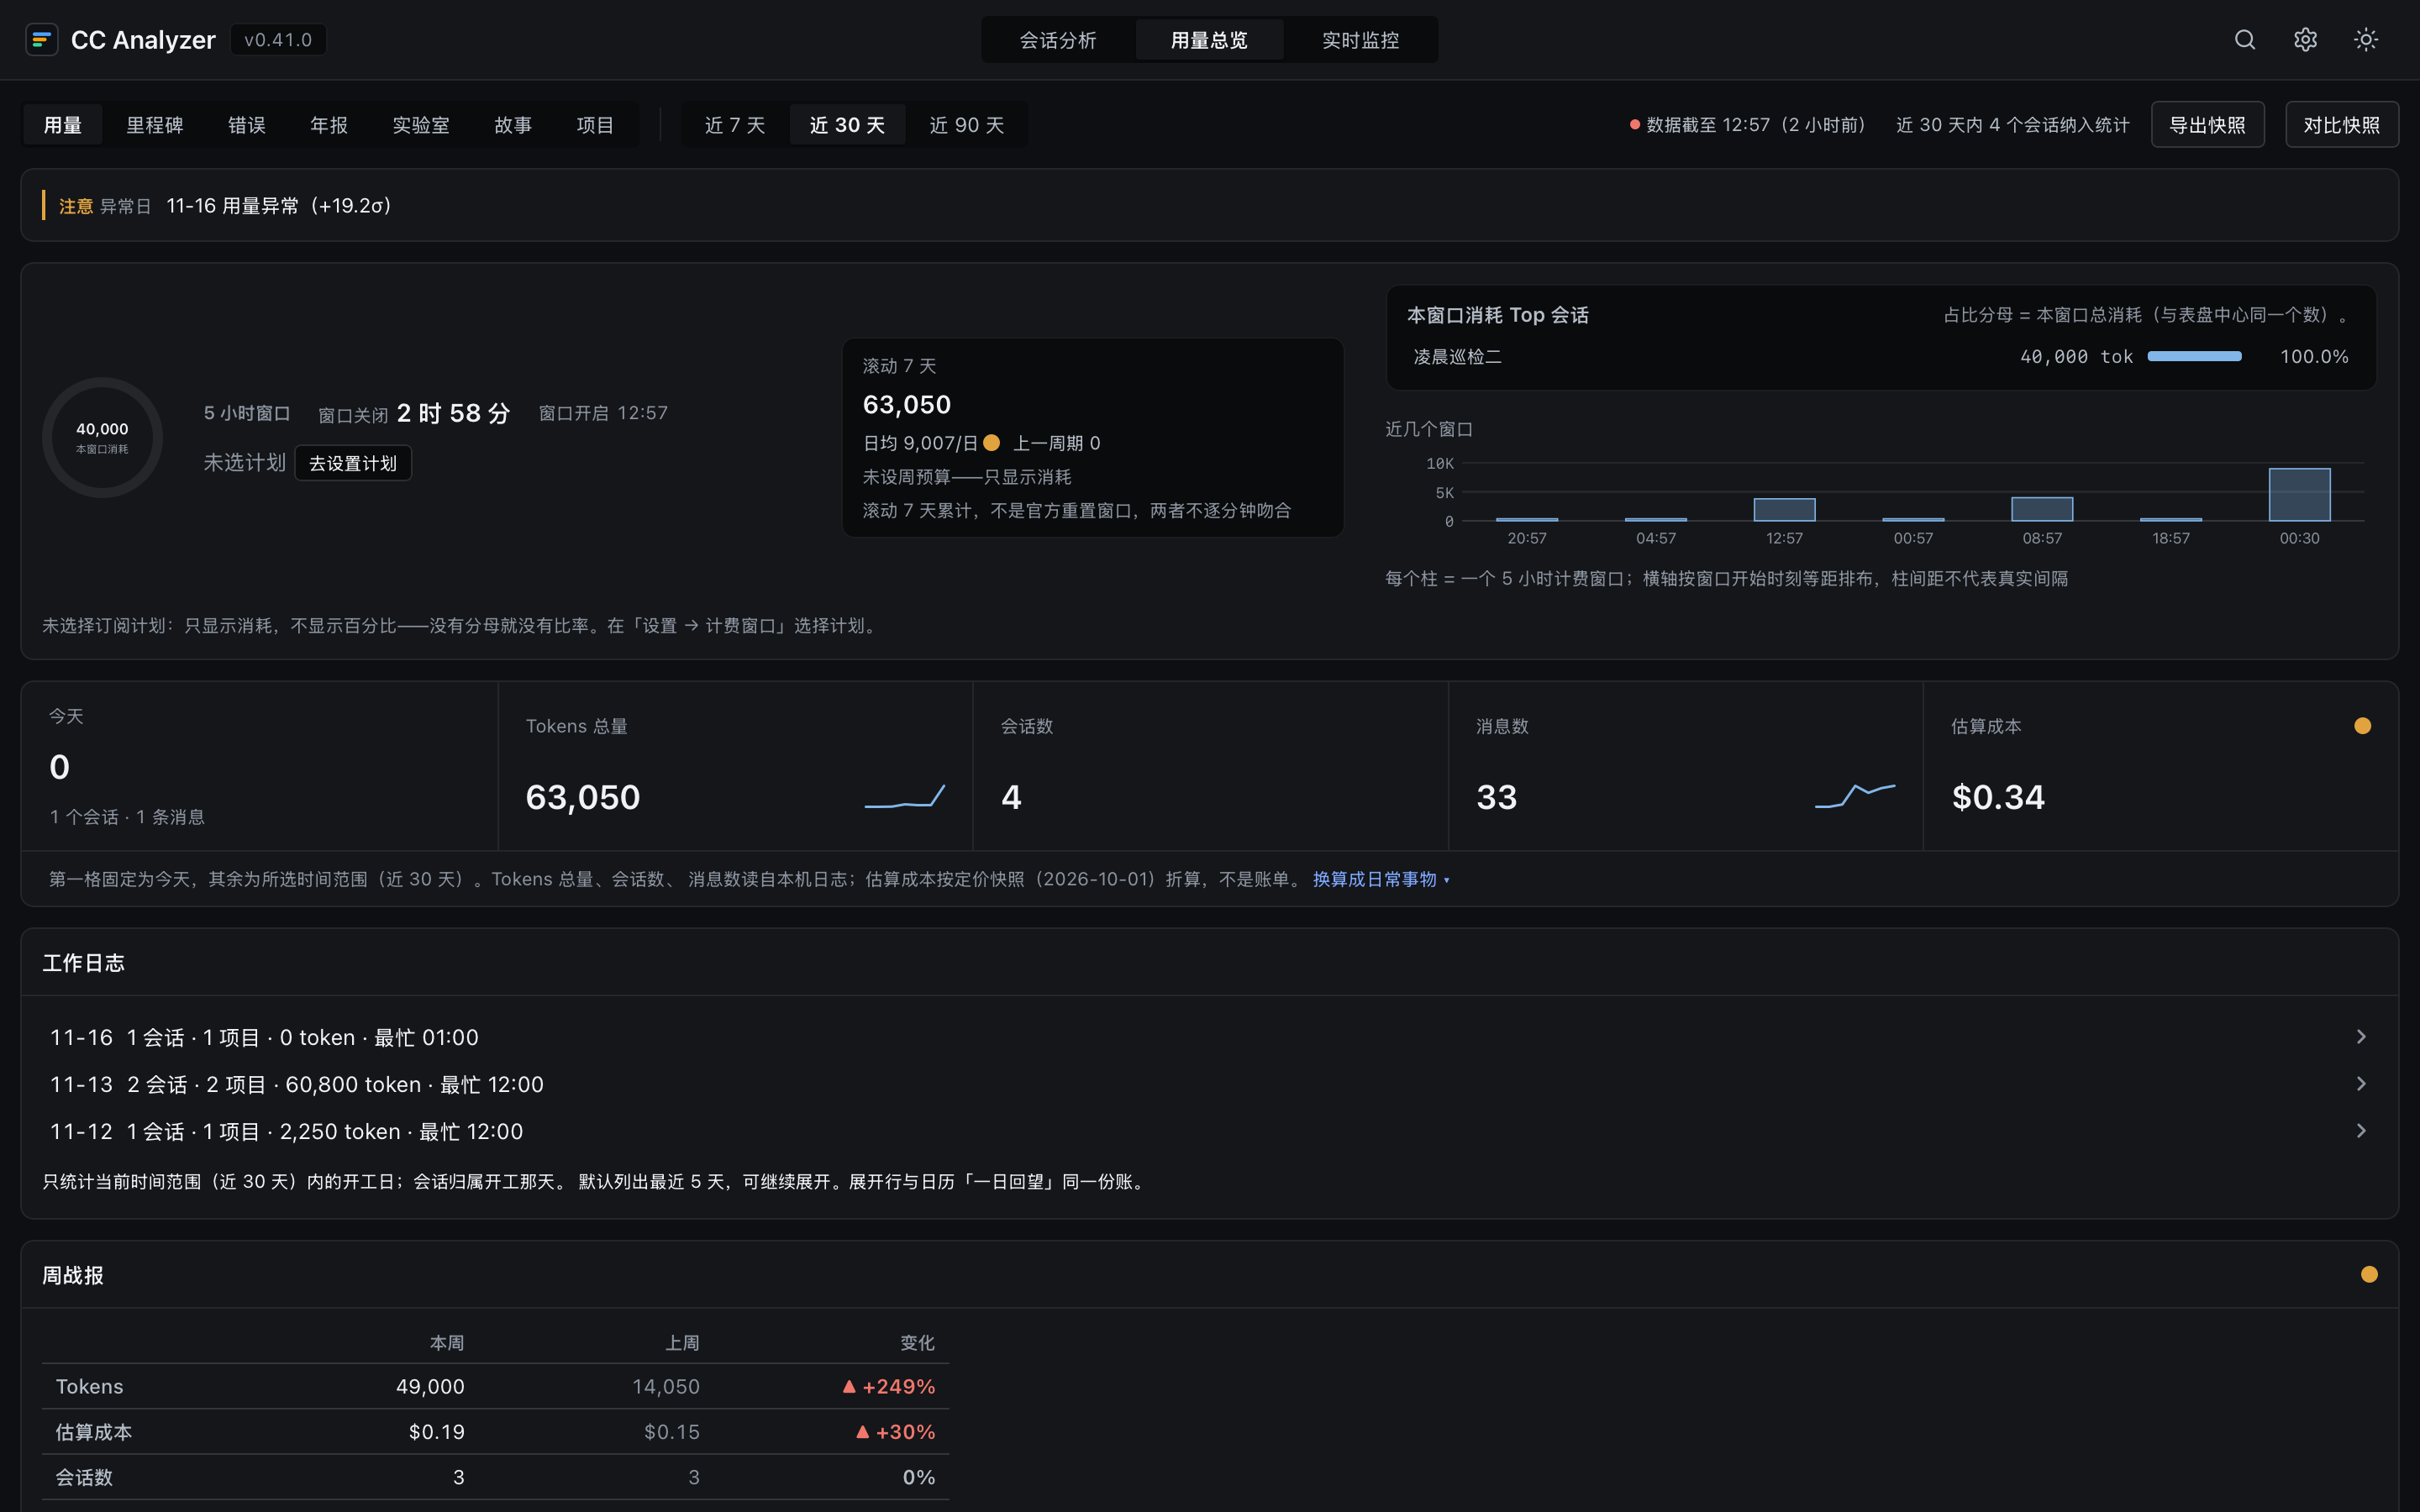 CC Analyzer v0.41.0
会话分析 用量总览 实时监控
用量 里程碑 错误 年报 实验室 故事 项目 近 7 天 近 30 天 近 90 天
数据截至 12:57（2 小时前） 近 30 天内 4 个会话纳入统计 导出快照 对比快照
注意 异常日 11-16 用量异常（+19.2σ）
40,000
本窗口消耗
5 小时窗口 窗口关闭 2 时 58 分 窗口开启 12:57
未选计划 去设置计划
滚动 7 天
63,050
日均 9,007/日 上一周期 0
未设周预算——只显示消耗
滚动 7 天累计，不是官方重置窗口，两者不逐分钟吻合
本窗口消耗 Top 会话 占比分母 = 本窗口总消耗（与表盘中心同一个数）。
凌晨巡检二 40,000 tok 100.0%
近几个窗口
10K
5K
0
20:57 04:57 12:57 00:57 08:57 18:57 00:30
每个柱 = 一个 5 小时计费窗口；横轴按窗口开始时刻等距排布，柱间距不代表真实间隔
未选择订阅计划：只显示消耗，不显示百分比——没有分母就没有比率。在「设置 → 计费窗口」选择计划。
今天
0
1 个会话 · 1 条消息
Tokens 总量
63,050
会话数
4
消息数
33
估算成本
$0.34
第一格固定为今天，其余为所选时间范围（近 30 天）。Tokens 总量、会话数、 消息数读自本机日志；估算成本按定价快照（2026-10-01）折算，不是账单。 换算成日常事物 ▾
工作日志
11-16 1 会话 · 1 项目 · 0 token · 最忙 01:00
11-13 2 会话 · 2 项目 · 60,800 token · 最忙 12:00
11-12 1 会话 · 1 项目 · 2,250 token · 最忙 12:00
只统计当前时间范围（近 30 天）内的开工日；会话归属开工那天。 默认列出最近 5 天，可继续展开。展开行与日历「一日回望」同一份账。
周战报
本周 上周 变化
Tokens 49,000 14,050 ▲ +249%
估算成本 $0.19 $0.15 ▲ +30%
会话数 3 3 0%